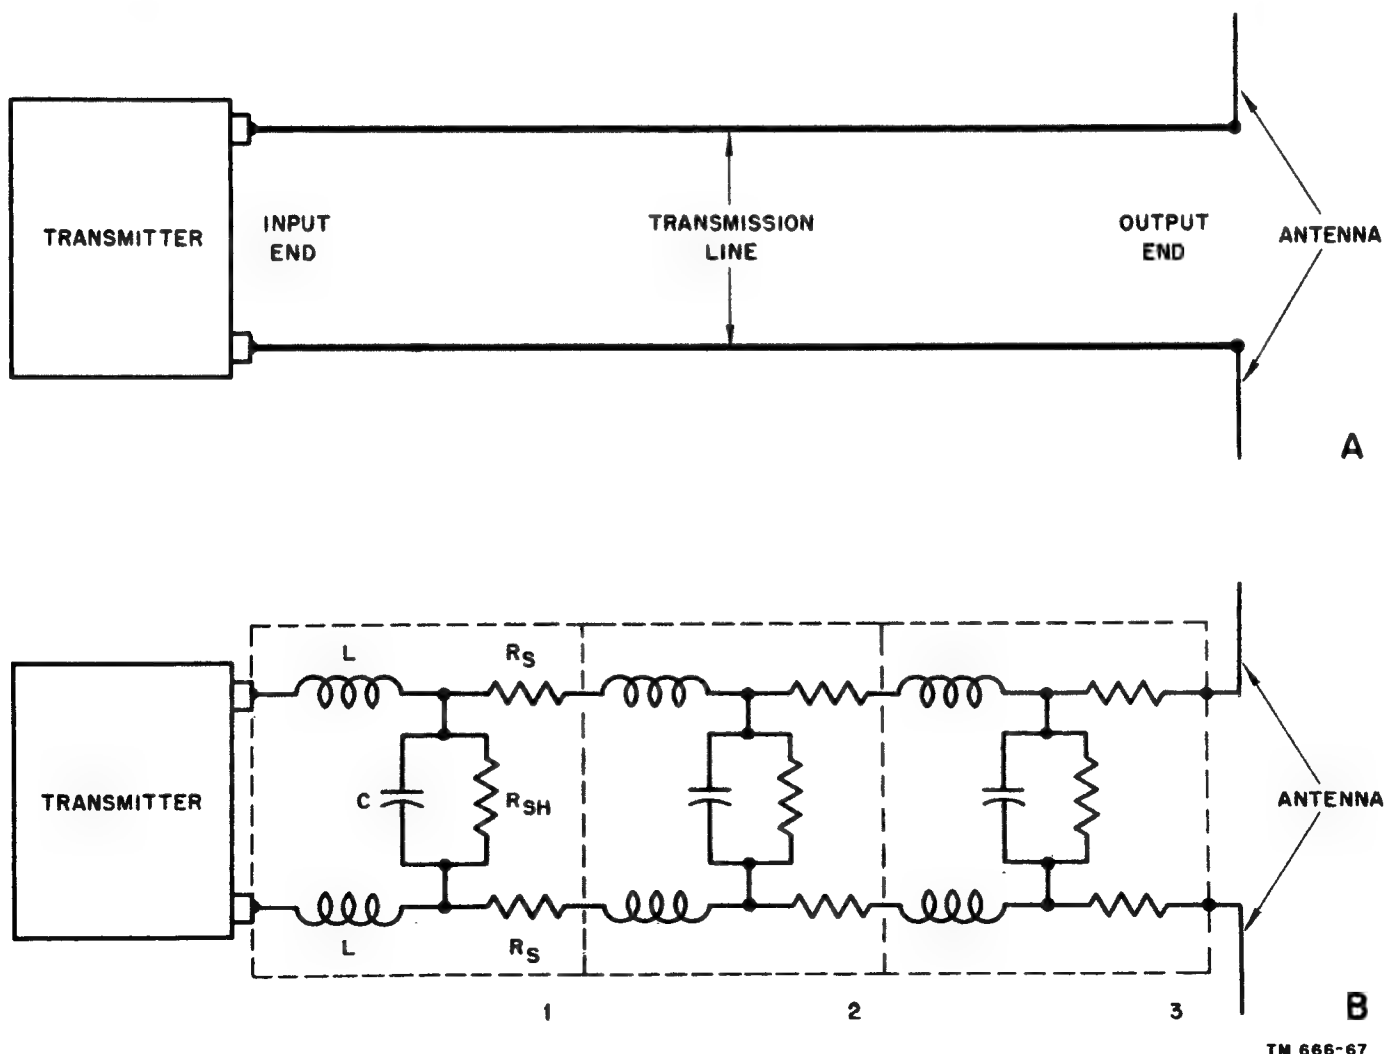 TRANSMITTER
INPUT
END
TRANSMISSION
LINE
OUTPUT
END
ANTENNA
A
L
RS
TRANSMITTER
C
RSH
ANTENNA
L
RS
1
2
3
B
TM 666-67